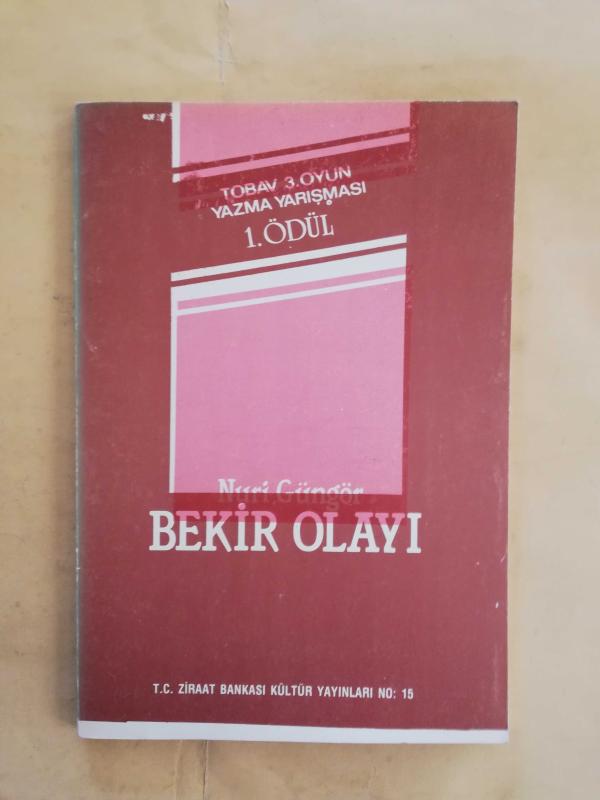 TOBAV 3.OYUN
YAZMA YARIŞMASI
1.ÖDÜL
Nuri Güngör
BEKİR OLAYI
T.C. ZİRAAT BANKASI KÜLTÜR YAYINLARI NO: 15